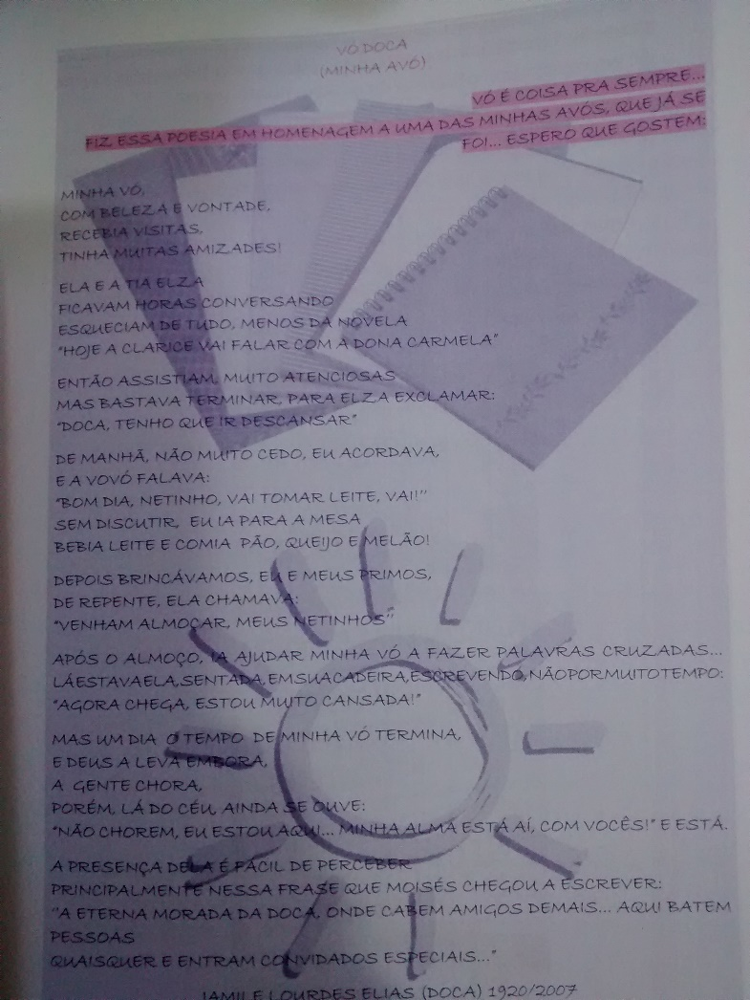 VÓ DOCA
(MINHA AVÓ)
VÓ É COISA PRA SEMPRE...
FIZ ESSA POESIA EM HOMENAGEM A UMA DAS MINHAS AVÓS, QUE JÁ SE
FOI... ESPERO QUE GOSTEM:
MINHA VÓ,
COM BELEZA E VONTADE,
RECEBIA VISITAS,
TINHA MUITAS AMIZADES!
ELA E A TIA ELZA
FICAVAM HORAS CONVERSANDO
ESQUECIAM DE TUDO, MENOS DA NOVELA
"HOJE A CLARICE VAI FALAR COM A DONA CARMELA"
ENTÃO ASSISTIAM, MUITO ATENCIOSAS
MAS BASTAVA TERMINAR, PARA ELZA EXCLAMAR:
"DOCA, TENHO QUE IR DESCANSAR"
DE MANHÃ, NÃO MUITO CEDO, EU ACORDAVA,
E A VOVÓ FALAVA:
"BOM DIA, NETINHO, VAI TOMAR LEITE, VAI!"
SEM DISCUTIR, EU IA PARA A MESA
BEBIA LEITE E COMIA PÃO, QUEIJO E MELÃO!
DEPOIS BRINCÁVAMOS, EU E MEUS PRIMOS,
DE REPENTE, ELA CHAMAVA:
"VENHAM ALMOÇAR, MEUS NETINHOS"
APÓS O ALMOÇO, IA AJUDAR MINHA VÓ A FAZER PALAVRAS CRUZADAS...
LÁ ESTAVA ELA, SENTADA, EM SUA CADEIRA, ESCREVENDO, NÃO POR MUITO TEMPO:
"AGORA CHEGA, ESTOU MUITO CANSADA!"
MAS UM DIA O TEMPO DE MINHA VÓ TERMINA,
E DEUS A LEVA EMBORA,
A GENTE CHORA,
PORÉM, LÁ DO CÉU, AINDA SE OUVE:
"NÃO CHOREM, EU ESTOU AQUI... MINHA ALMA ESTÁ AÍ, COM VOCÊS!" E ESTÁ.
A PRESENÇA DELA É FÁCIL DE PERCEBER
PRINCIPALMENTE NESSA FRASE QUE MOISÉS CHEGOU A ESCREVER:
"A ETERNA MORADA DA DOCA, ONDE CABEM AMIGOS DEMAIS... AQUI BATEM
PESSOAS
QUAISQUER E ENTRAM CONVIDADOS ESPECIAIS..."
JAMILE LOURDES ELIAS (DOCA) 1920/2007